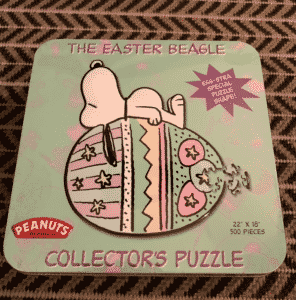 THE EASTER BEAGLE
EGG-STRA
SPECIAL
PUZZLE
SHAPE!
PEANUTS
22" X 18"
500 PIECES
COLLECTOR'S PUZZLE